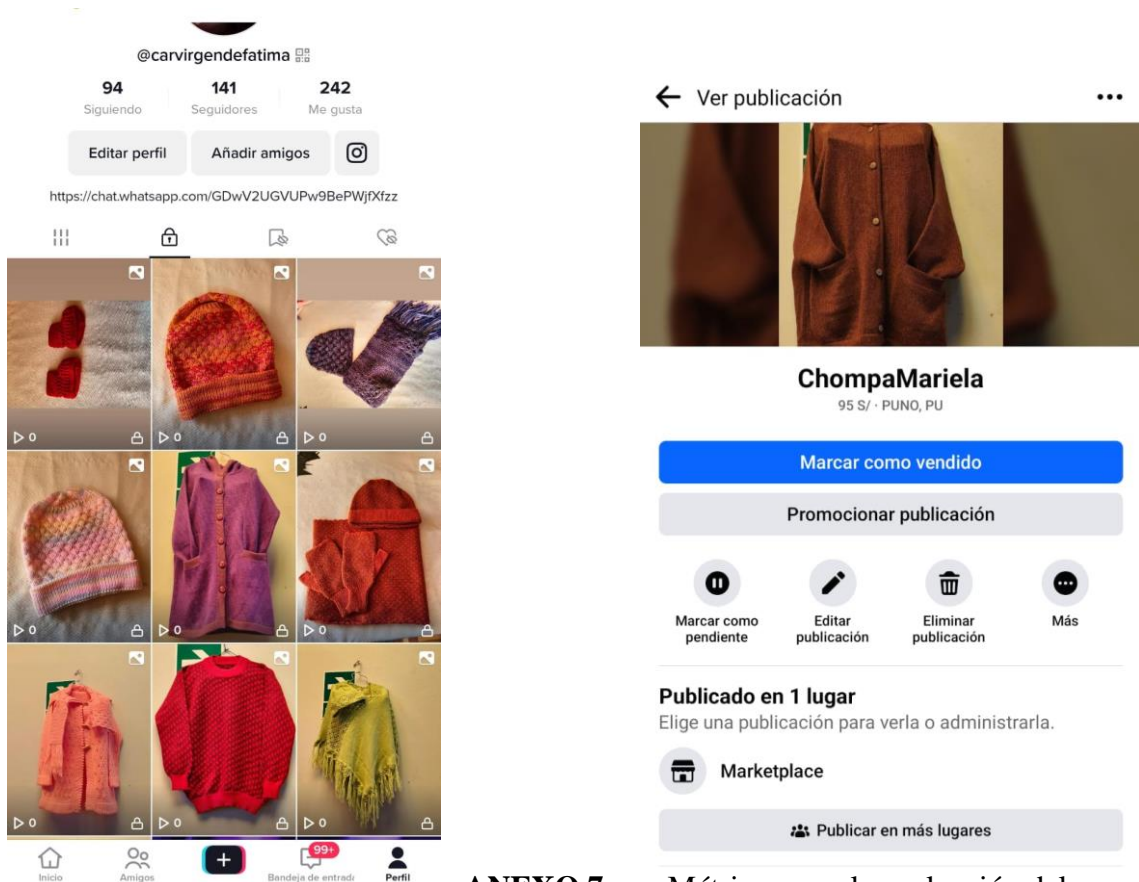 @carvirgendefatima
94 141 242
Siguiendo Seguidores Me gusta
Editar perfil Añadir amigos
https://chat.whatsapp.com/GDwV2UGVUPw9BePWjfXfzz
0 0 0
0 0 0
0 0 0
99+
Inicio Amigos Bandeja de entrada Perfil
Ver publicación
ChompaMariela
95 S/ · PUNO, PU
Marcar como vendido
Promocionar publicación
Marcar como Editar Eliminar Más
pendiente publicación publicación
Publicado en 1 lugar
Elige una publicación para verla o administrarla.
Marketplace
Publicar en más lugares